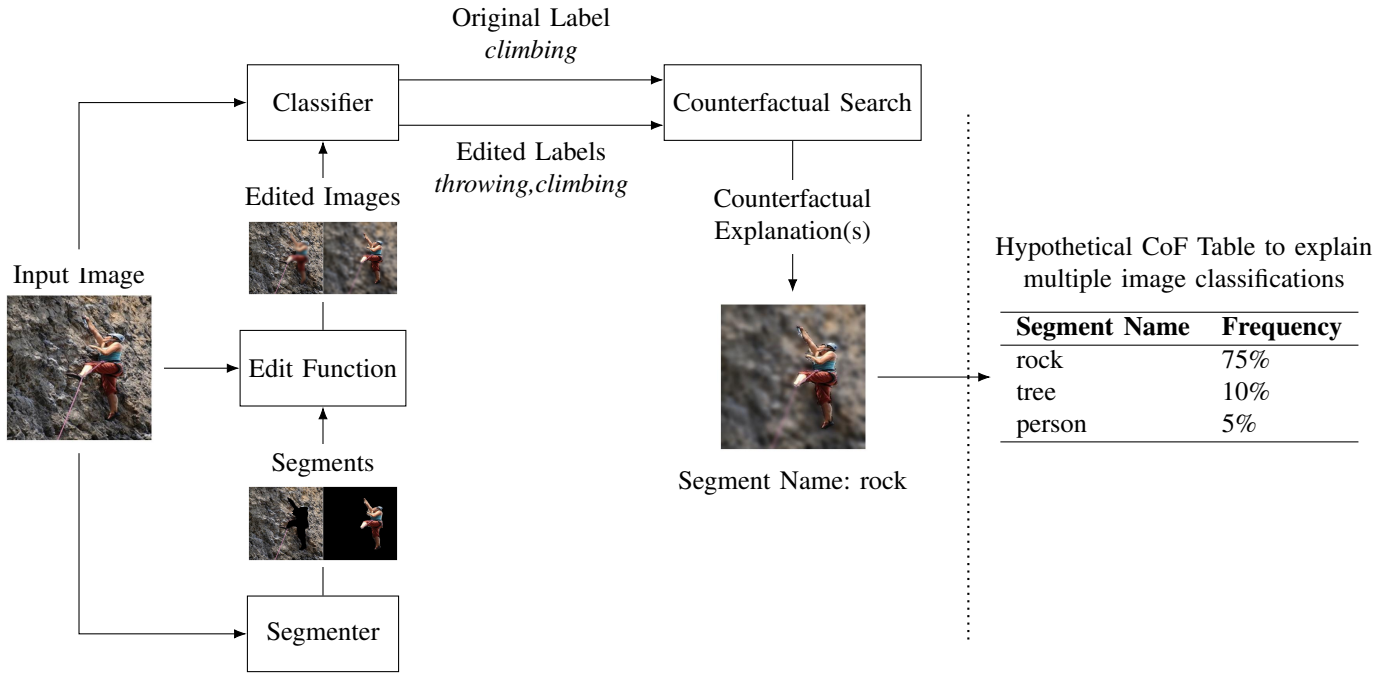 Original Label
climbing
Classifier
Counterfactual Search
Edited Labels
throwing,climbing
Edited Images
Counterfactual
Explanation(s)
Input Image
Hypothetical CoF Table to explain
multiple image classifications
Segment Name Frequency
rock 75%
tree 10%
person 5%
Edit Function
Segments
Segment Name: rock
Segmenter